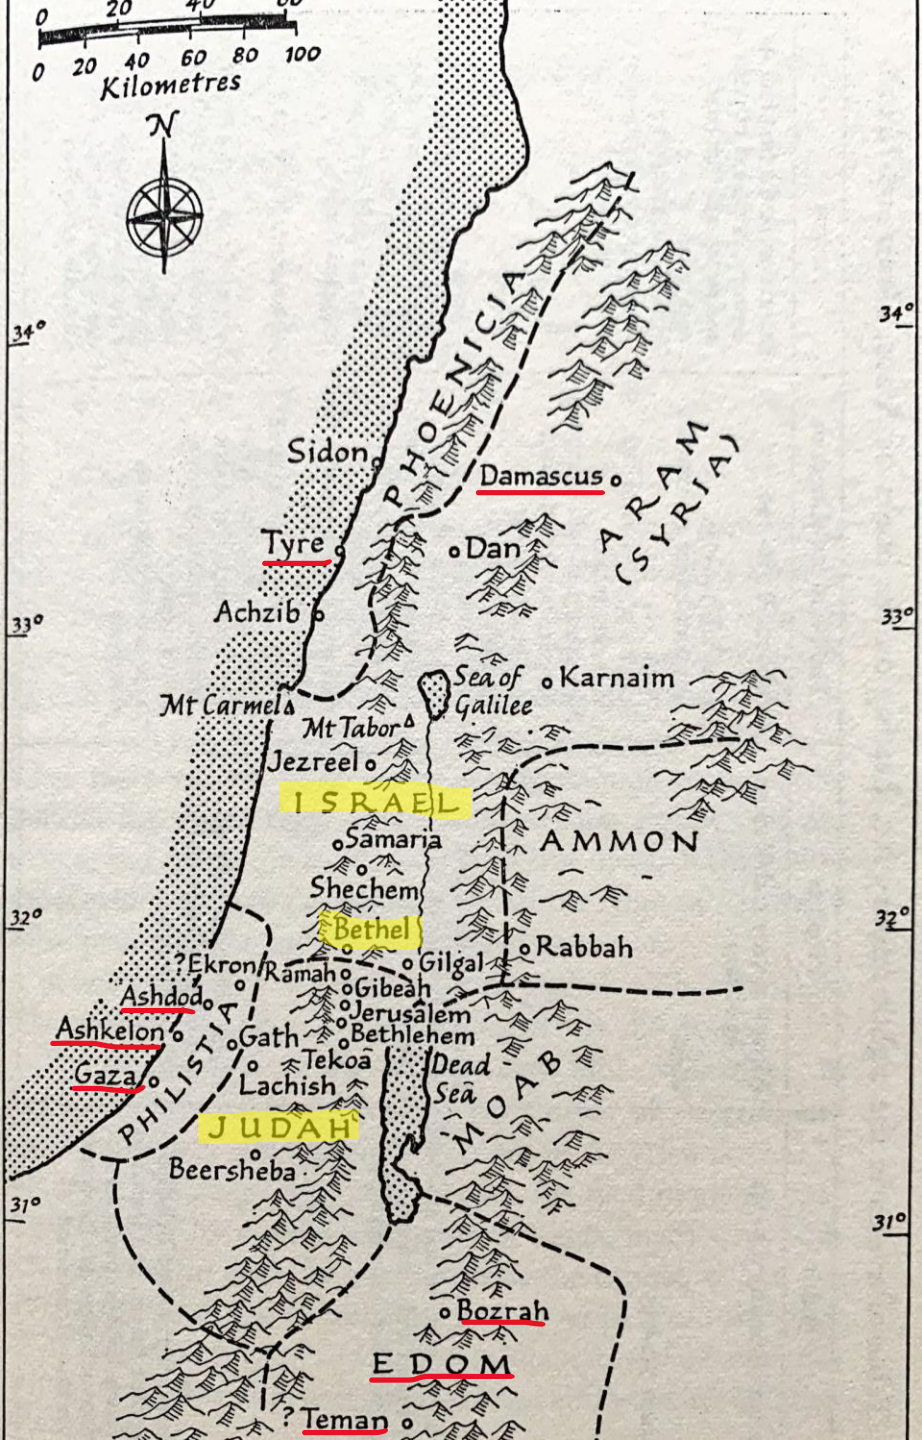 0 20 40 60
0 20 40 60 80 100
Kilometres
N
34° 34°
PHOENICIA
Sidon
Damascus
ARAM
(SYRIA)
Tyre
Dan
Achzib
33° 33°
Sea of
Galilee
Karnaim
Mt Carmel
Mt Tabor
Jezreel
ISRAEL
Samaria
AMMON
Shechem
32° 32°
Bethel
Rabbah
?Ekron
Ramah
Gilgal
Ashdod
Gibeah
Jerusalem
Ashkelon
Gath
Bethlehem
Tekoa
Dead
Sea
Gaza
Lachish
PHILISTIA
MOAB
JUDAH
Beersheba
31° 31°
Bozrah
EDOM
? Teman